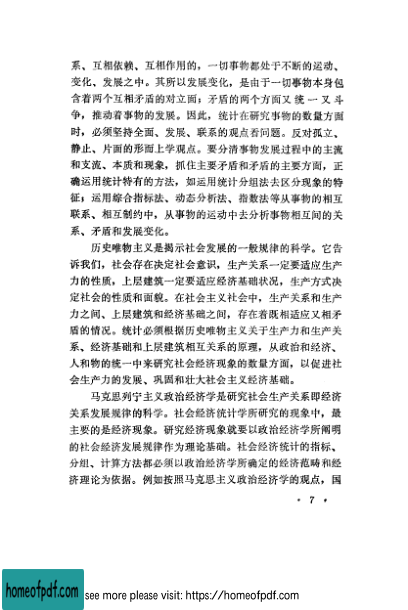 系、互相依赖、互相作用的，一切事物都处于不断的运动、
变化、发展之中。其所以发展变化，是由于一切事物本身包
含着两个互相矛盾的对立面；矛盾的两个方面又统一又斗
争，推动着事物的发展。因此，统计在研究事物的数量方面
时，必须坚持全面、发展、联系的观点看问题。反对孤立、
静止、片面的形而上学观点。要分清事物发展过程中的主流
和支流、本质和现象，抓住主要矛盾和矛盾的主要方面，正
确运用统计特有的方法，如运用统计分组法去区分现象的特
征；运用综合指标法、动态分析法、指数法等从事物的相互
联系、相互制约中，从事物的运动中去分析事物相互间的关
系、矛盾和发展变化。
历史唯物主义是揭示社会发展的一般规律的科学。它告
诉我们，社会存在决定社会意识，生产关系一定要适应生产
力的性质，上层建筑一定要适应经济基础状况，生产方式决
定社会的性质和面貌。在社会主义社会中，生产关系和生产
力之间、上层建筑和经济基础之间，存在着既相适应又相矛
盾的情况。统计必须根据历史唯物主义关于生产力和生产关
系、经济基础和上层建筑相互关系的原理，从政治和经济、
人和物的统一中来研究社会经济现象的数量方面，以促进社
会生产力的发展、巩固和壮大社会主义经济基础。
马克思列宁主义政治经济学是研究社会生产关系即经济
关系发展规律的科学。社会经济统计学所研究的现象中，最
主要的是经济现象。研究经济现象就要以政治经济学所阐明
的社会经济发展规律作为理论基础。社会经济统计的指标、
分组、计算方法都必须以政治经济学所确定的经济范畴和经
济理论为依据。例如按照马克思主义政治经济学的观点，国
• 7 •
homeofpdf.com
see more please visit: https://homeofpdf.com